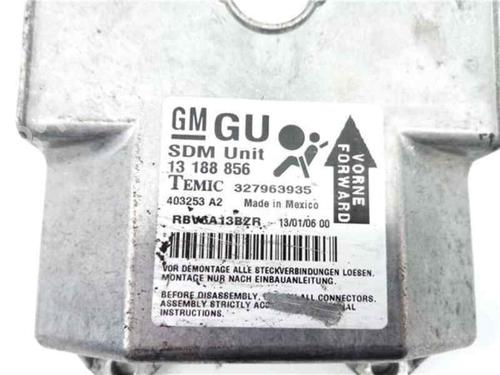 GM GU
SDM Unit
13 188 856
TEMIC 327963935
403253 A2 Made in Mexico
RBV6A13BZR 13/01/06 00
VORNE
FORWARD
VOR DEMONTAGE ALLE STECKVERBINDUNGEN LOESEN.
MONTAGE NUR NACH EINBAUANLEITUNG.
BEFORE DISASSEMBLY, ALL CONNECTORS.
ASSEMBLY STRICTLY
INSTRUCTIONS.